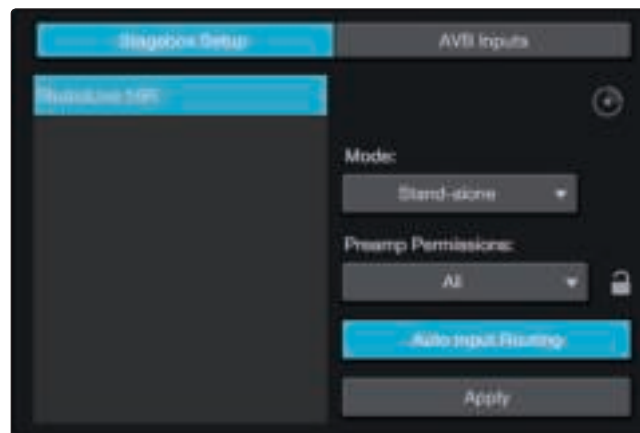 Stagebox Setup
AVB Inputs
StudioLive 16R
Mode:
Stand-alone
Preamp Permissions:
All
Auto Input Routing
Apply